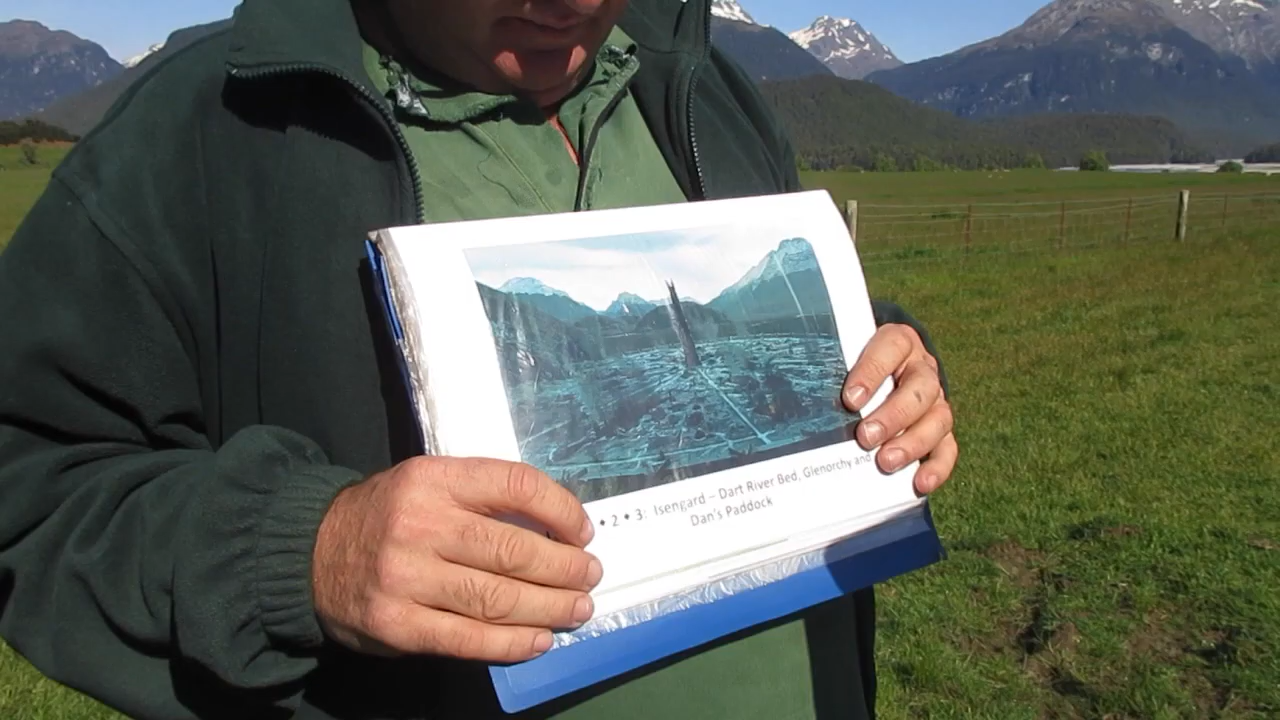 ♦ 2 ♦ 3: Isengard – Dart River Bed, Glenorchy and
Dan's Paddock